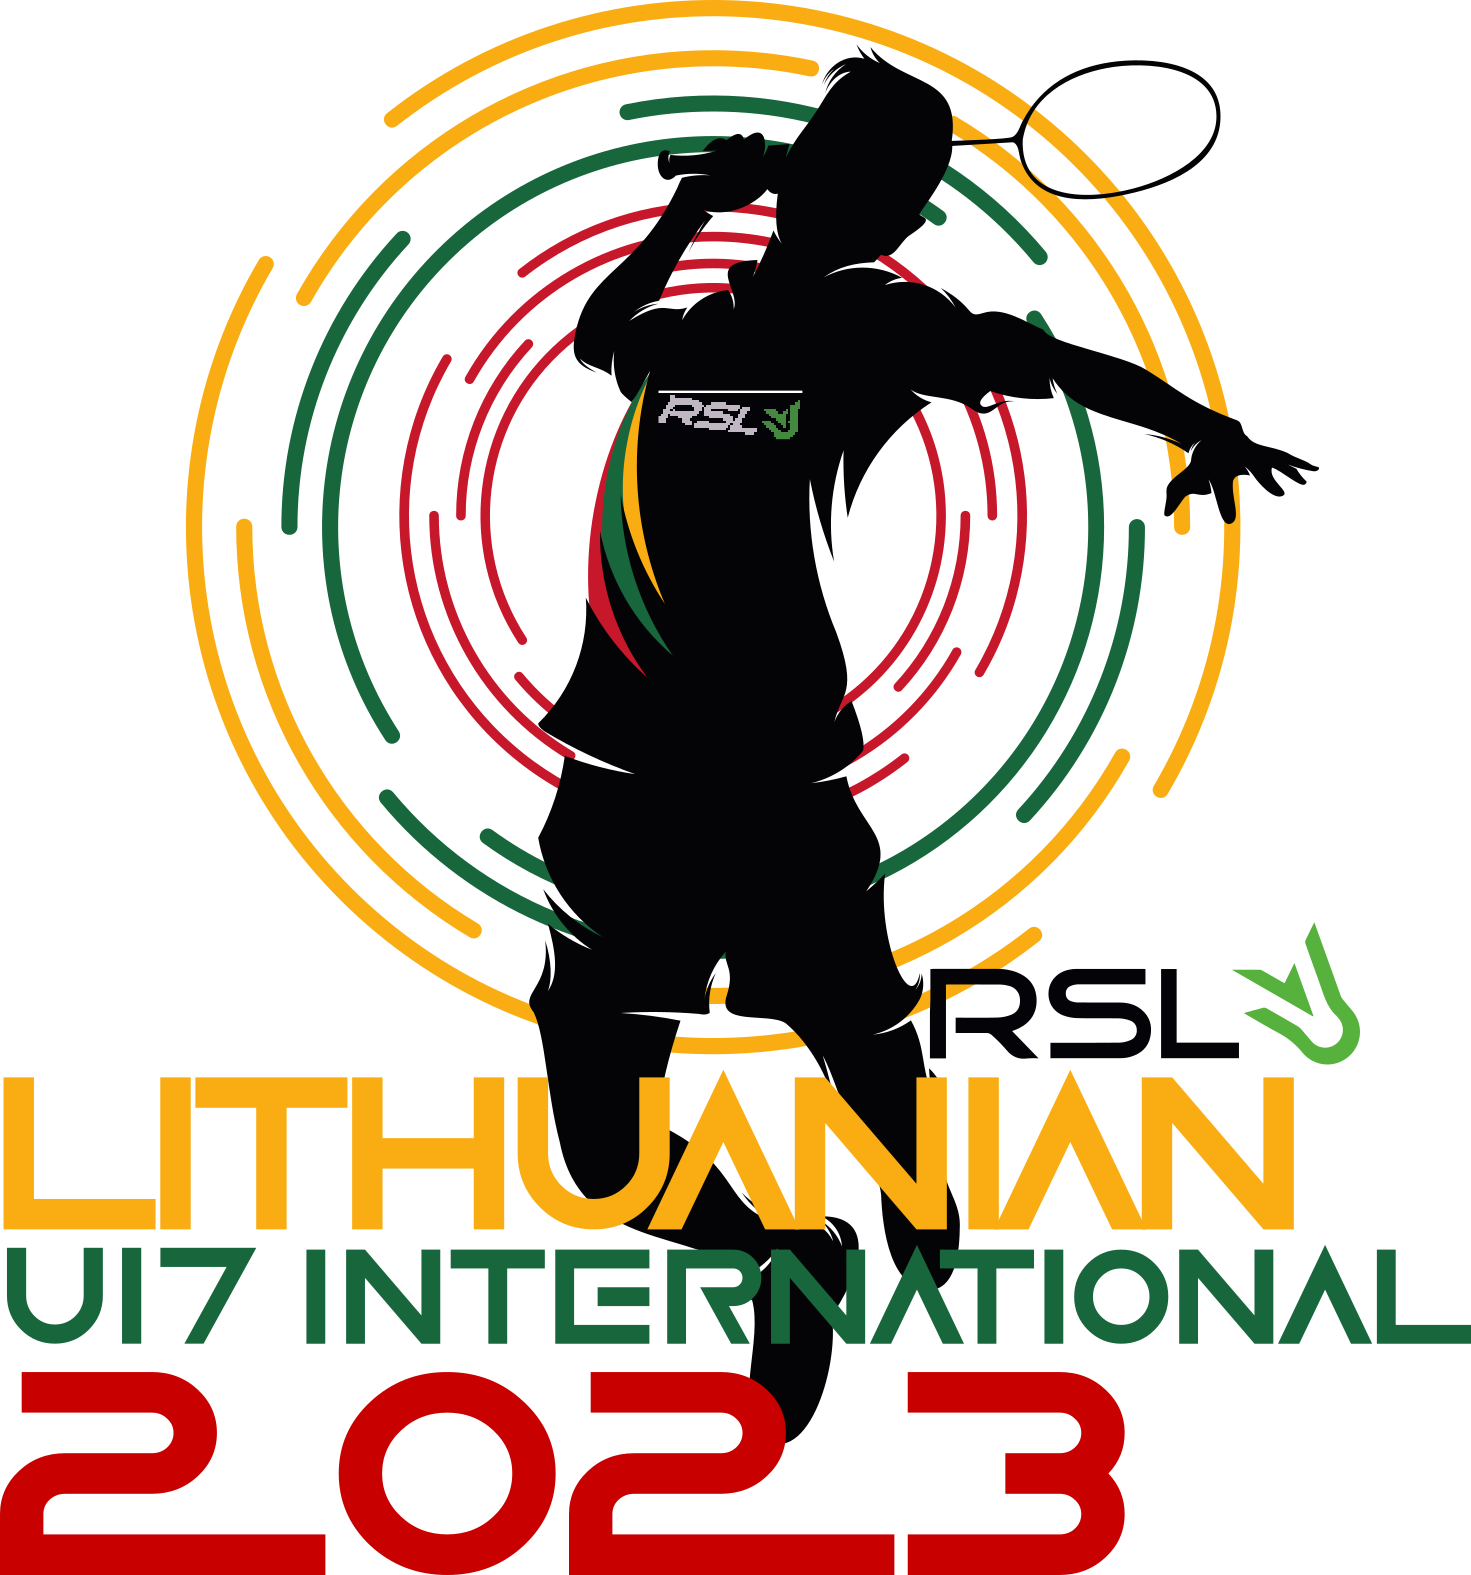 RSL
RSL
LITHUANIAN
U17 INTERNATIONAL
2023